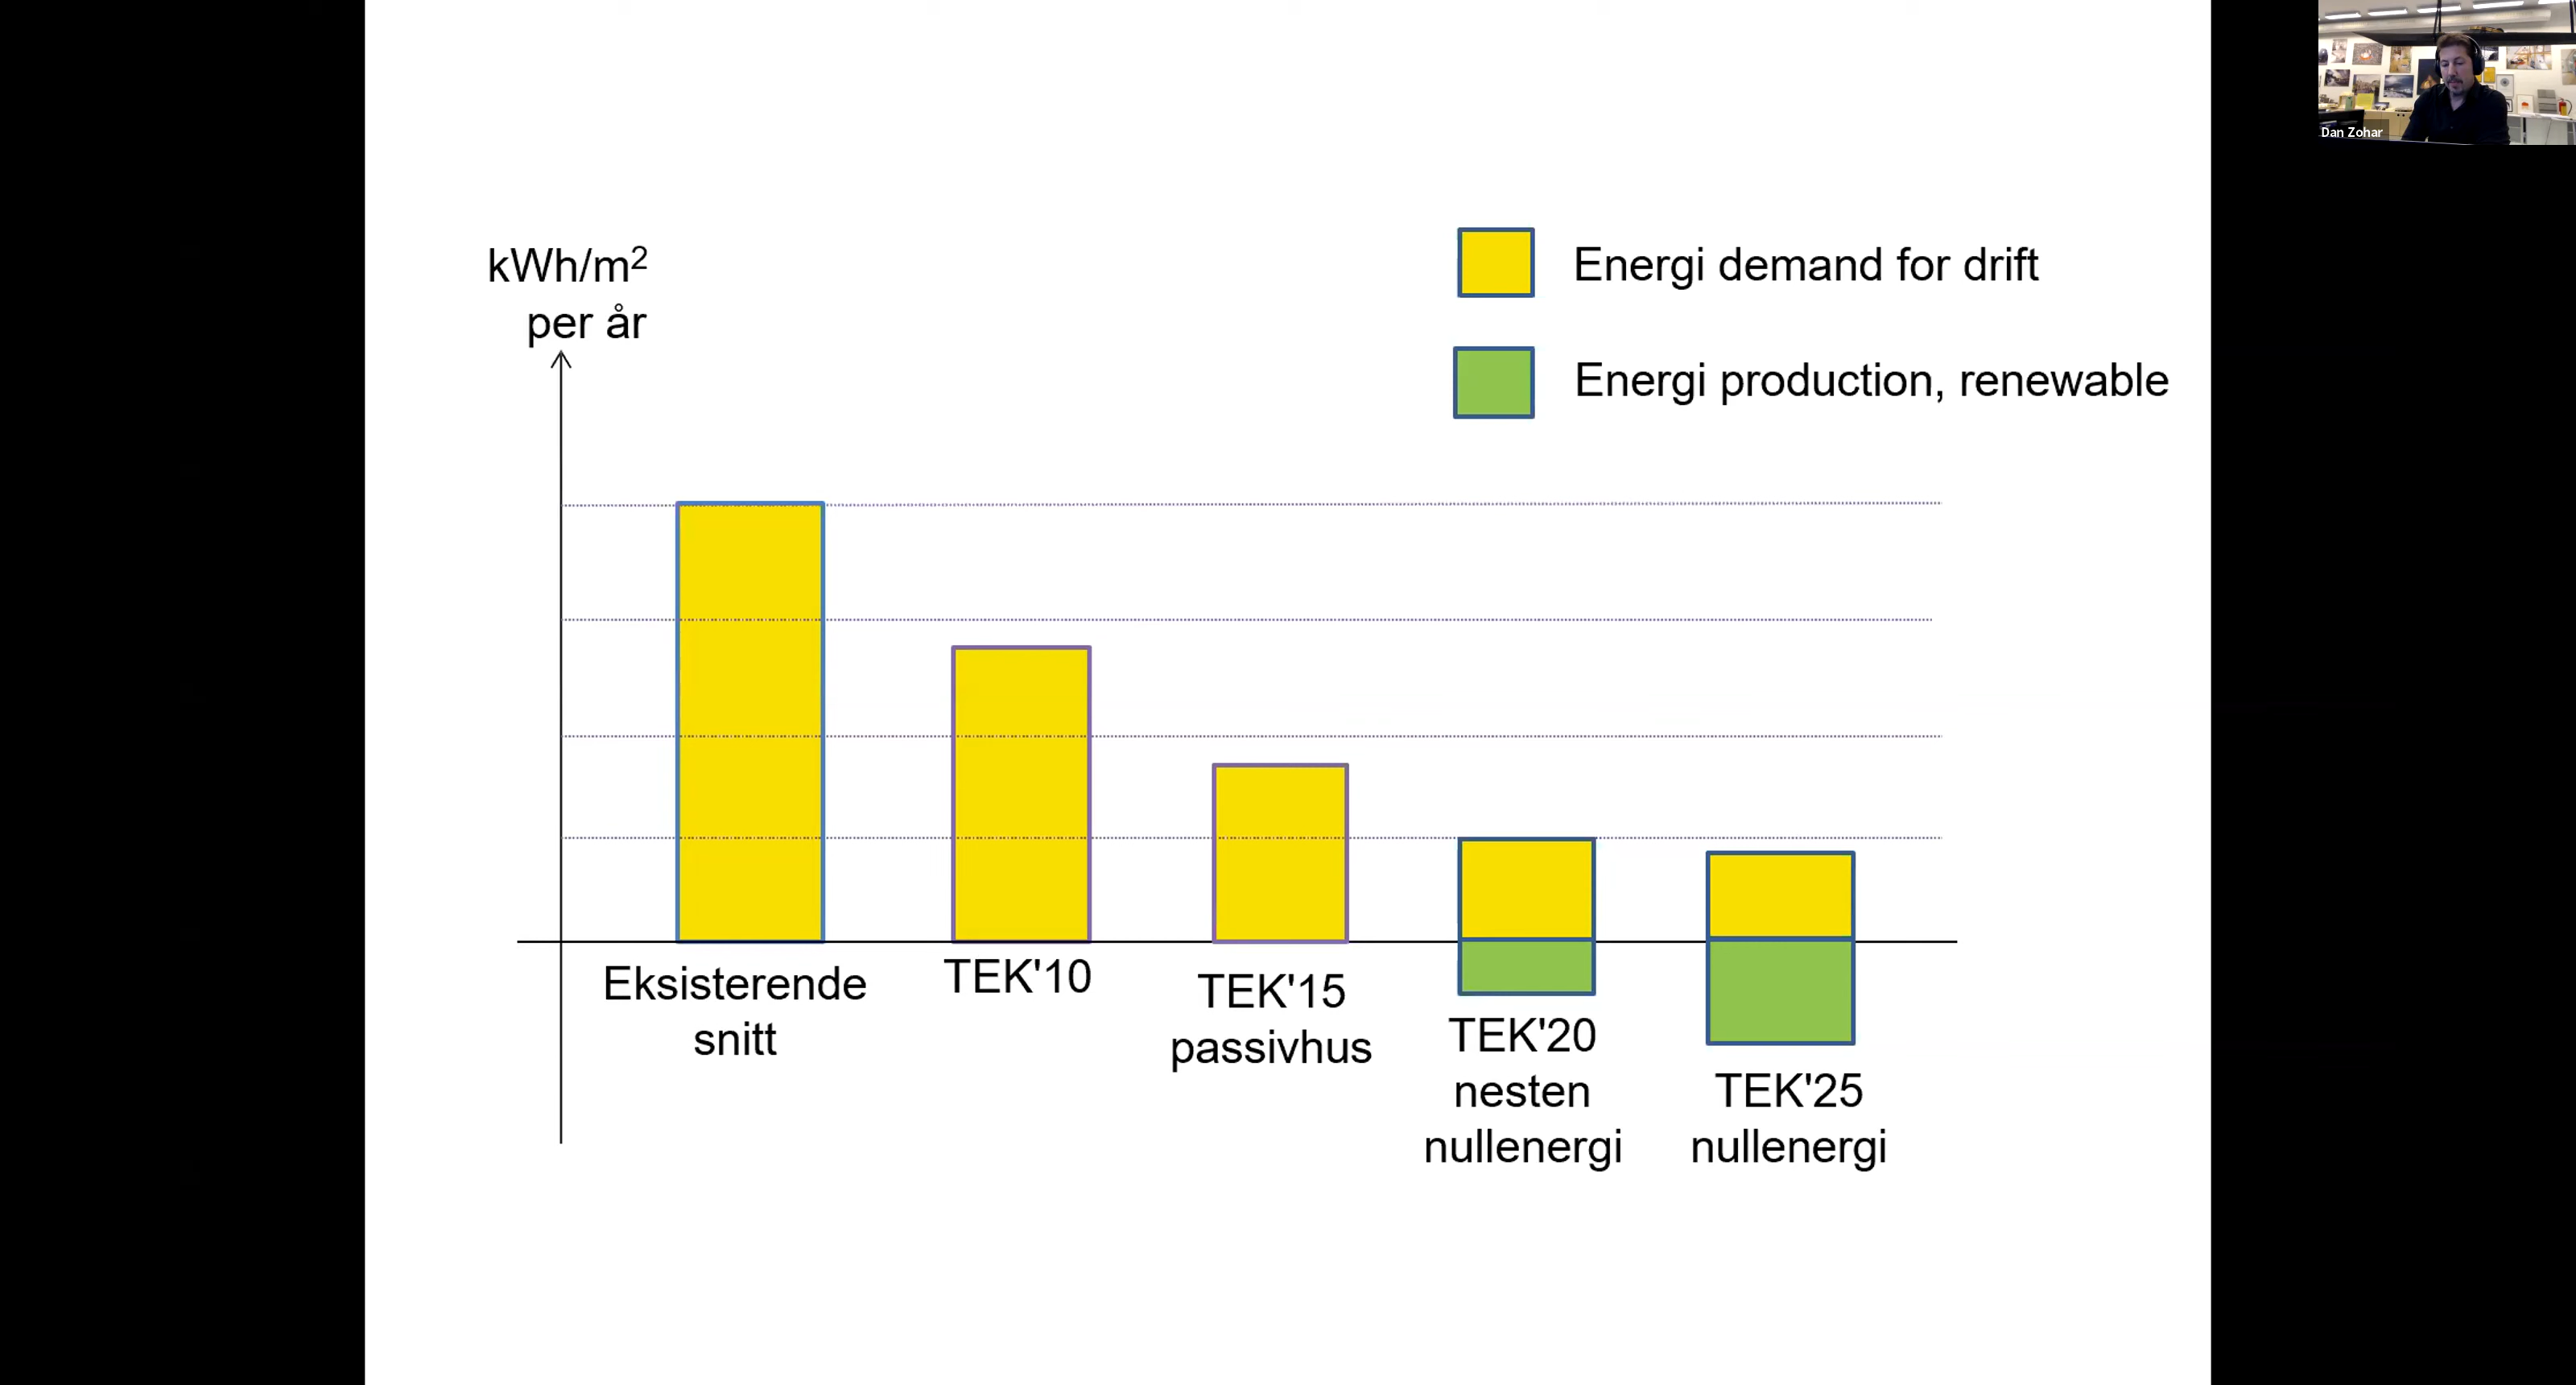 Dan Zohar
kWh/m²
per år
Energi demand for drift
Energi production, renewable
Eksisterende
snitt
TEK'10
TEK'15
passivhus
TEK'20
nesten
nullenergi
TEK'25
nullenergi